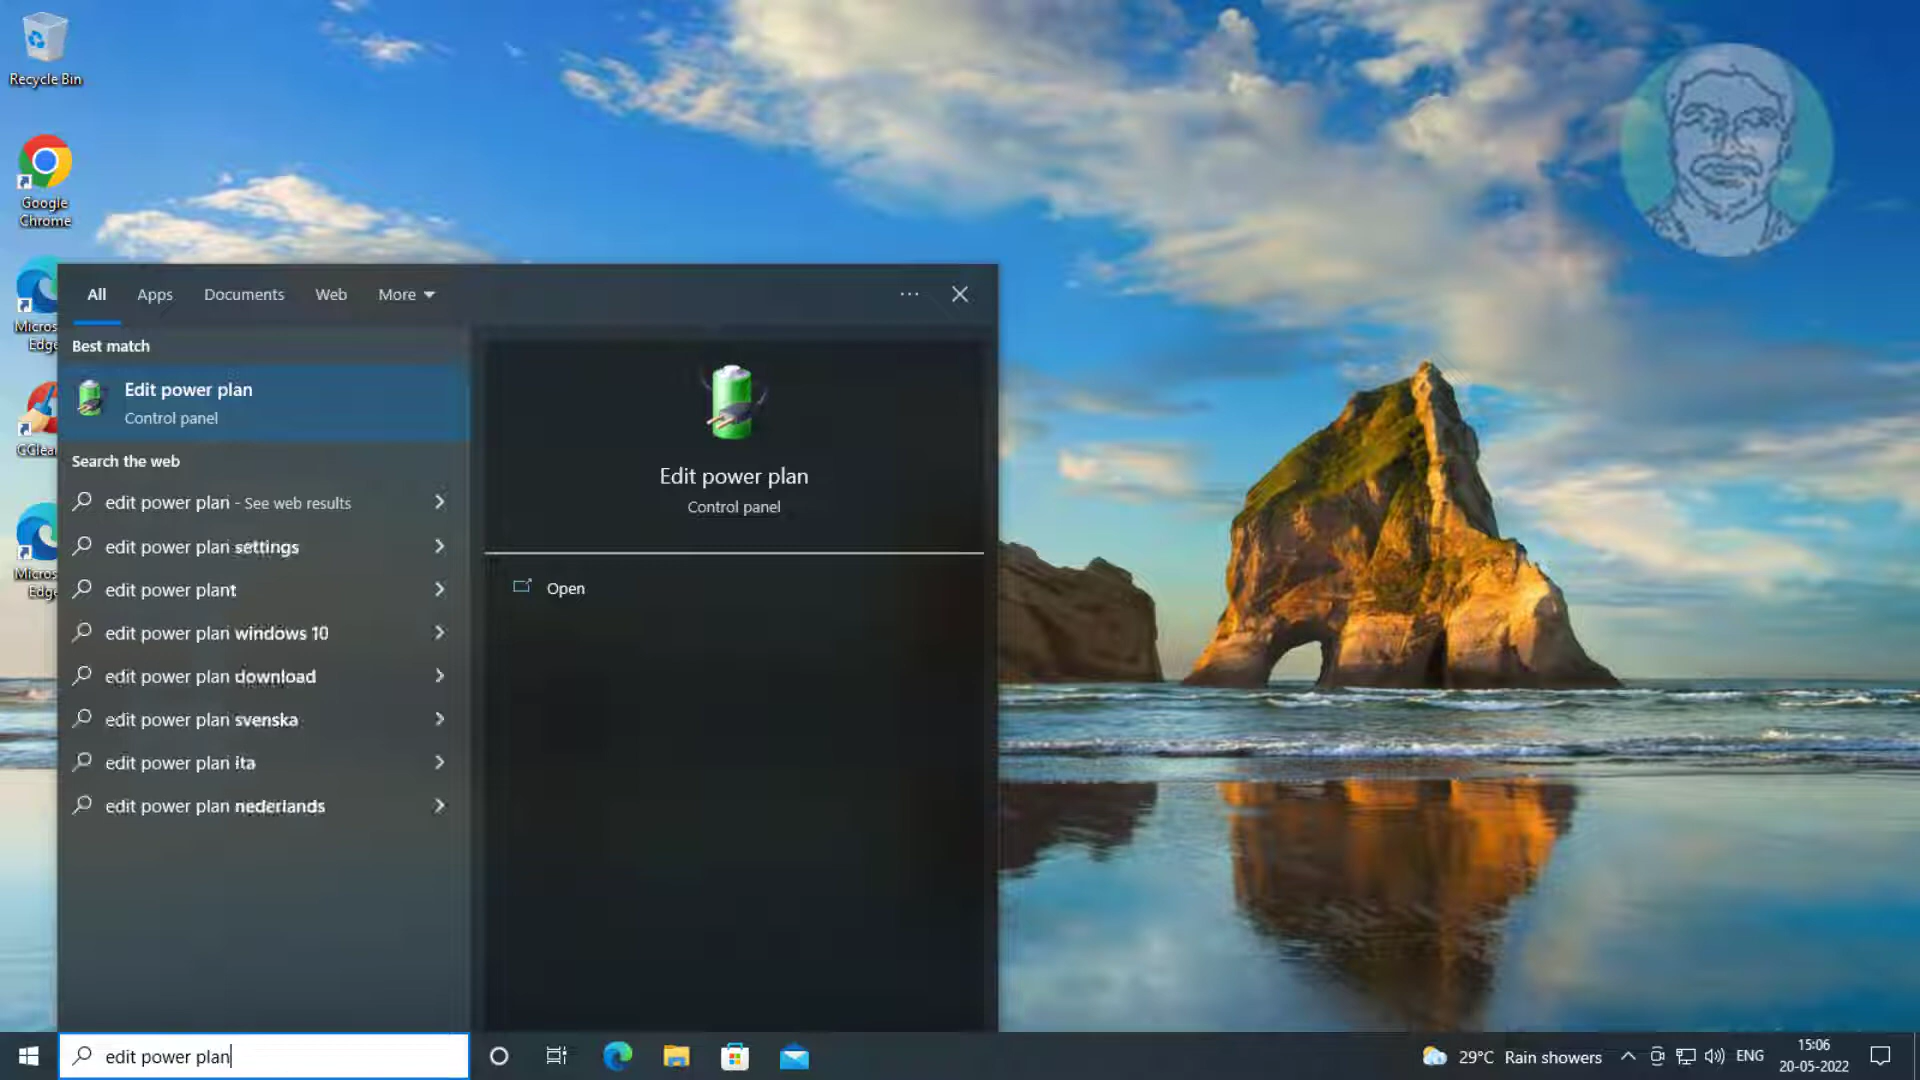 Recycle Bin
Google
Chrome
Micros
Edge
CClea
Micros
Edge
All
Apps
Documents
Web
More
Best match
Edit power plan
Control panel
Search the web
edit power plan - See web results
edit power plan settings
edit power plant
edit power plan windows 10
edit power plan download
edit power plan svenska
edit power plan ita
edit power plan nederlands
Edit power plan
Control panel
Open
edit power plan
29°C Rain showers
ENG
15:06
20-05-2022